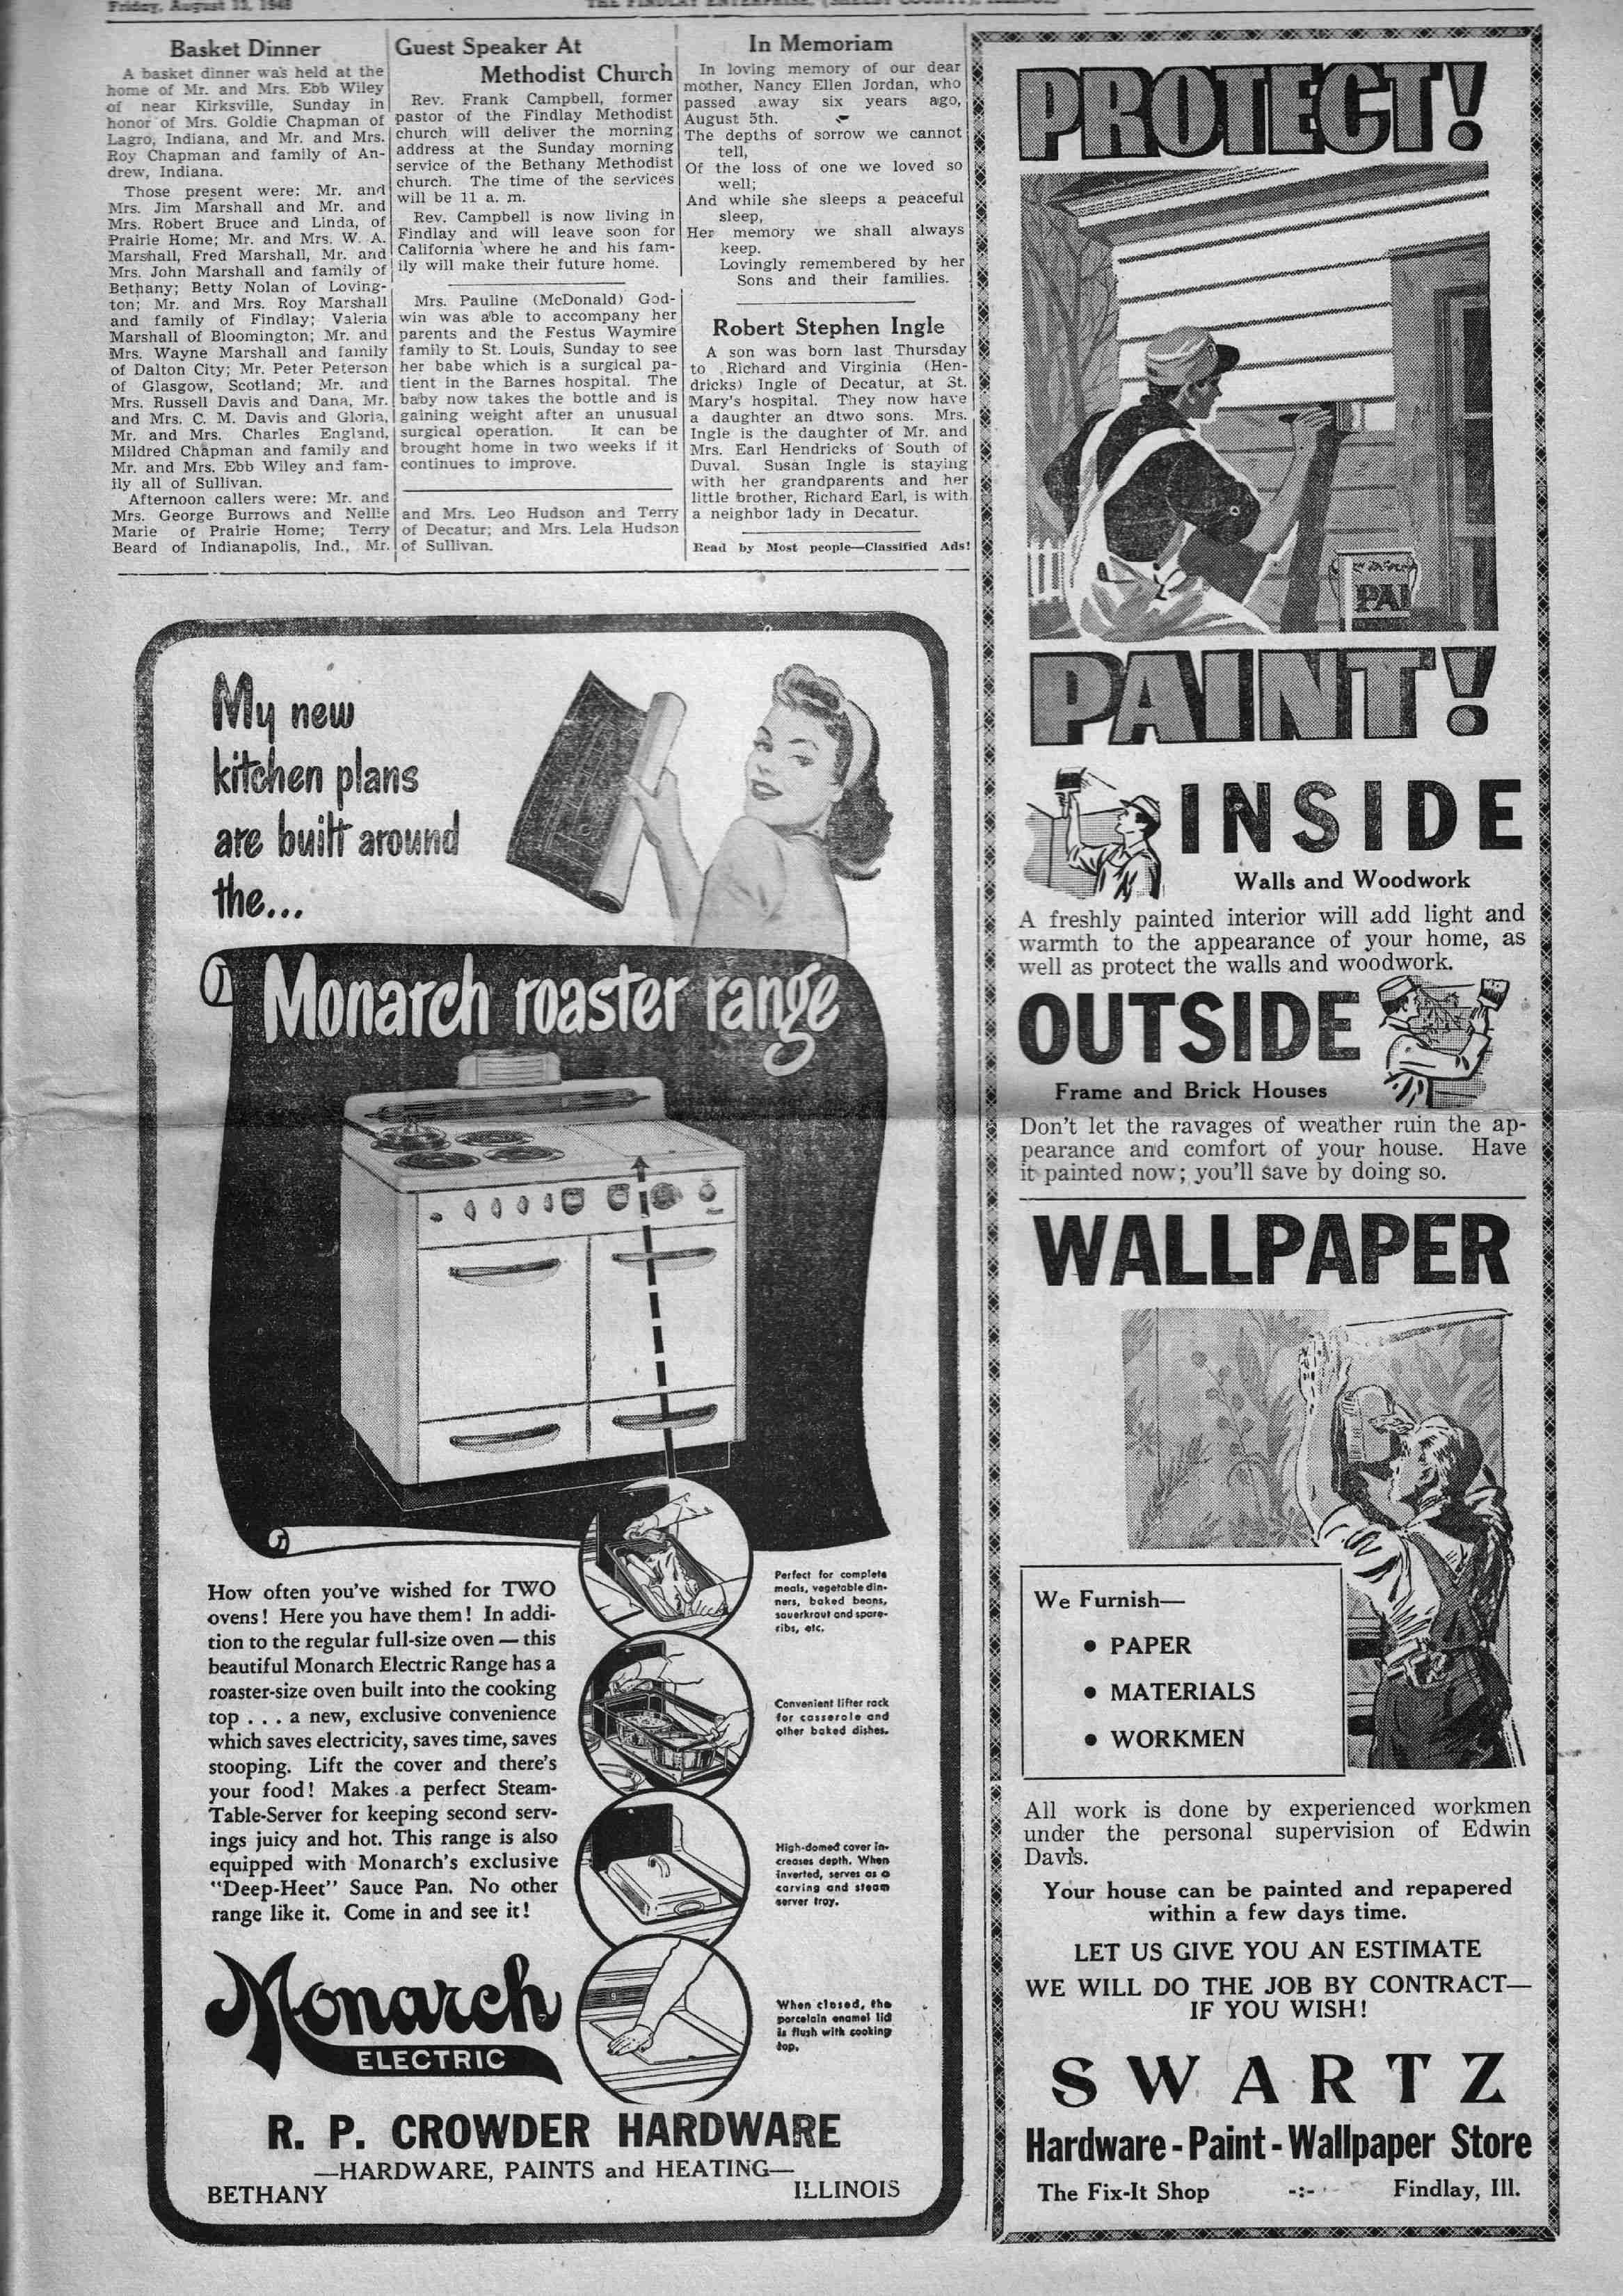 Friday, August 13, 1948
THE FINDLAY ENTERPRISE, (SHELBY COUNTY), ILLINOIS
Basket Dinner
A basket dinner was held at the
home of Mr. and Mrs. Ebb Wiley
of near Kirksville, Sunday in
honor of Mrs. Goldie Chapman of
Lagro, Indiana, and Mr. and Mrs.
Roy Chapman and family of An-
drew, Indiana.
Those present were: Mr. and
Mrs. Jim Marshall and Mr. and
Mrs. Robert Bruce and Linda, of
Prairie Home; Mr. and Mrs. W. A.
Marshall, Fred Marshall, Mr. and
Mrs. John Marshall and family of
Bethany; Betty Nolan of Loving-
ton; Mr. and Mrs. Roy Marshall
and family of Findlay; Valeria
Marshall of Bloomington; Mr. and
Mrs. Wayne Marshall and family
of Dalton City; Mr. Peter Peterson
of Glasgow, Scotland; Mr. and
Mrs. Russell Davis and Dana, Mr.
and Mrs. C. M. Davis and Gloria,
Mr. and Mrs. Charles England,
Mildred Chapman and family and
Mr. and Mrs. Ebb Wiley and fam-
ily all of Sullivan.
Afternoon callers were: Mr. and
Mrs. George Burrows and Nellie
Marie of Prairie Home; Terry
Beard of Indianapolis, Ind., Mr.
and Mrs. Leo Hudson and Terry
of Decatur; and Mrs. Lela Hudson
of Sullivan.
Guest Speaker At
Methodist Church
Rev. Frank Campbell, former
pastor of the Findlay Methodist
church will deliver the morning
address at the Sunday morning
service of the Bethany Methodist
church. The time of the services
will be 11 a. m.
Rev. Campbell is now living in
Findlay and will leave soon for
California where he and his fam-
ily will make their future home.
Mrs. Pauline (McDonald) God-
win was able to accompany her
parents and the Festus Waymire
family to St. Louis, Sunday to see
her babe which is a surgical pa-
tient in the Barnes hospital. The
baby now takes the bottle and is
gaining weight after an unusual
surgical operation. It can be
brought home in two weeks if it
continues to improve.
In Memoriam
In loving memory of our dear
mother, Nancy Ellen Jordan, who
passed away six years ago,
August 5th.
The depths of sorrow we cannot
tell,
Of the loss of one we loved so
well;
And while she sleeps a peaceful
sleep,
Her memory we shall always
keep.
Lovingly remembered by her
Sons and their families.
Robert Stephen Ingle
A son was born last Thursday
to Richard and Virginia (Hen-
dricks) Ingle of Decatur, at St.
Mary's hospital. They now have
a daughter an dtwo sons. Mrs.
Ingle is the daughter of Mr. and
Mrs. Earl Hendricks of South of
Duval. Susan Ingle is staying
with her grandparents and her
little brother, Richard Earl, is with
a neighbor lady in Decatur.
Read by Most people—Classified Ads!
My new
kitchen plans
are built around
the...
Monarch roaster range
How often you've wished for TWO
ovens! Here you have them! In addi-
tion to the regular full-size oven — this
beautiful Monarch Electric Range has a
roaster-size oven built into the cooking
top . . . a new, exclusive convenience
which saves electricity, saves time, saves
stooping. Lift the cover and there's
your food! Makes a perfect Steam-
Table-Server for keeping second serv-
ings juicy and hot. This range is also
equipped with Monarch's exclusive
"Deep-Heet" Sauce Pan. No other
range like it. Come in and see it!
Perfect for complete
meals, vegetable din-
ners, baked beans,
sauerkraut and spare-
ribs, etc.
Convenient lifter rack
for casserole and
other baked dishes.
High-domed cover in-
creases depth. When
inverted, serves as a
carving and steam
server tray.
When closed, the
porcelain enamel lid
is flush with cooking
top.
Monarch
ELECTRIC
R. P. CROWDER HARDWARE
—HARDWARE, PAINTS and HEATING—
BETHANY ILLINOIS
PROTECT!
PAI
PAINT!
INSIDE
Walls and Woodwork
A freshly painted interior will add light and
warmth to the appearance of your home, as
well as protect the walls and woodwork.
OUTSIDE
Frame and Brick Houses
Don't let the ravages of weather ruin the ap-
pearance and comfort of your house. Have
it painted now; you'll save by doing so.
WALLPAPER
We Furnish—
• PAPER
• MATERIALS
• WORKMEN
All work is done by experienced workmen
under the personal supervision of Edwin
Davis.
Your house can be painted and repapered
within a few days time.
LET US GIVE YOU AN ESTIMATE
WE WILL DO THE JOB BY CONTRACT—
IF YOU WISH!
SWARTZ
Hardware - Paint - Wallpaper Store
The Fix-It Shop -:- Findlay, Ill.